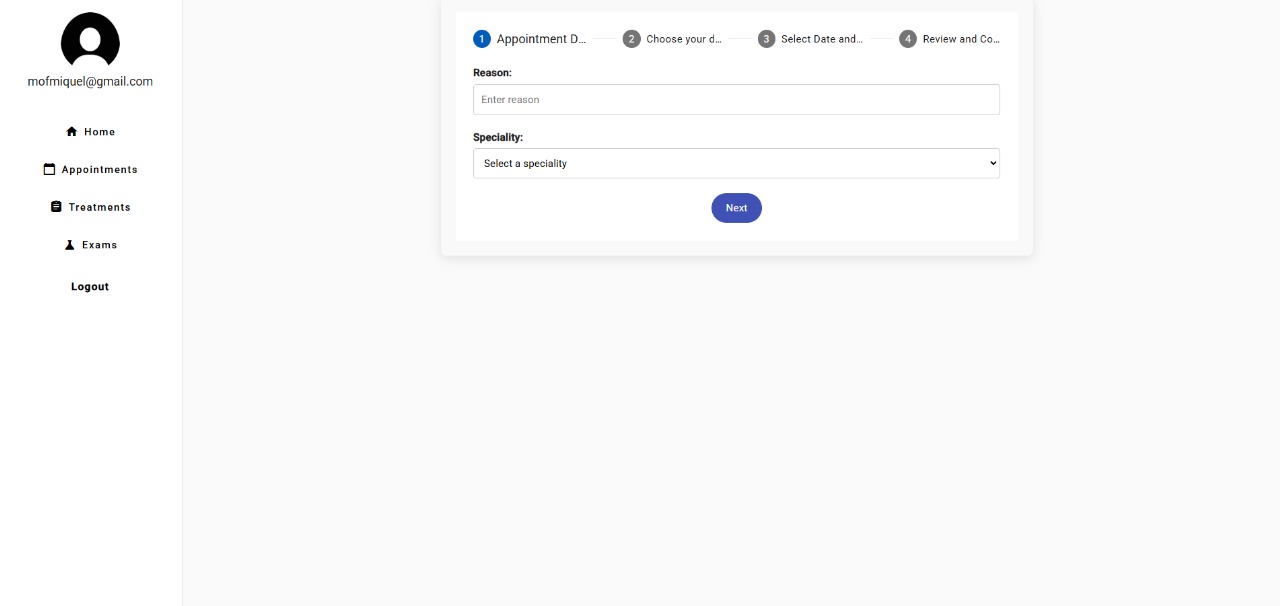 mofmiquel@gmail.com
Home
Appointments
Treatments
Exams
Logout
1 Appointment D... 2 Choose your d... 3 Select Date and... 4 Review and Co...
Reason:
Enter reason
Speciality:
Select a speciality
Next